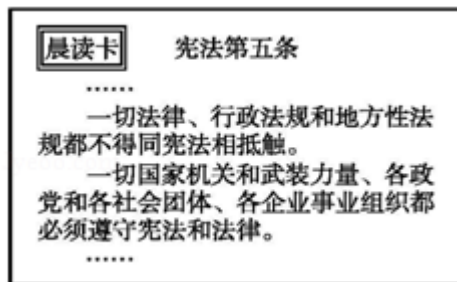 晨读卡 宪法第五条
……
一切法律、行政法规和地方性法
规都不得同宪法相抵触。
一切国家机关和武装力量、各政
党和各社会团体、各企业事业组织都
必须遵守宪法和法律。
……